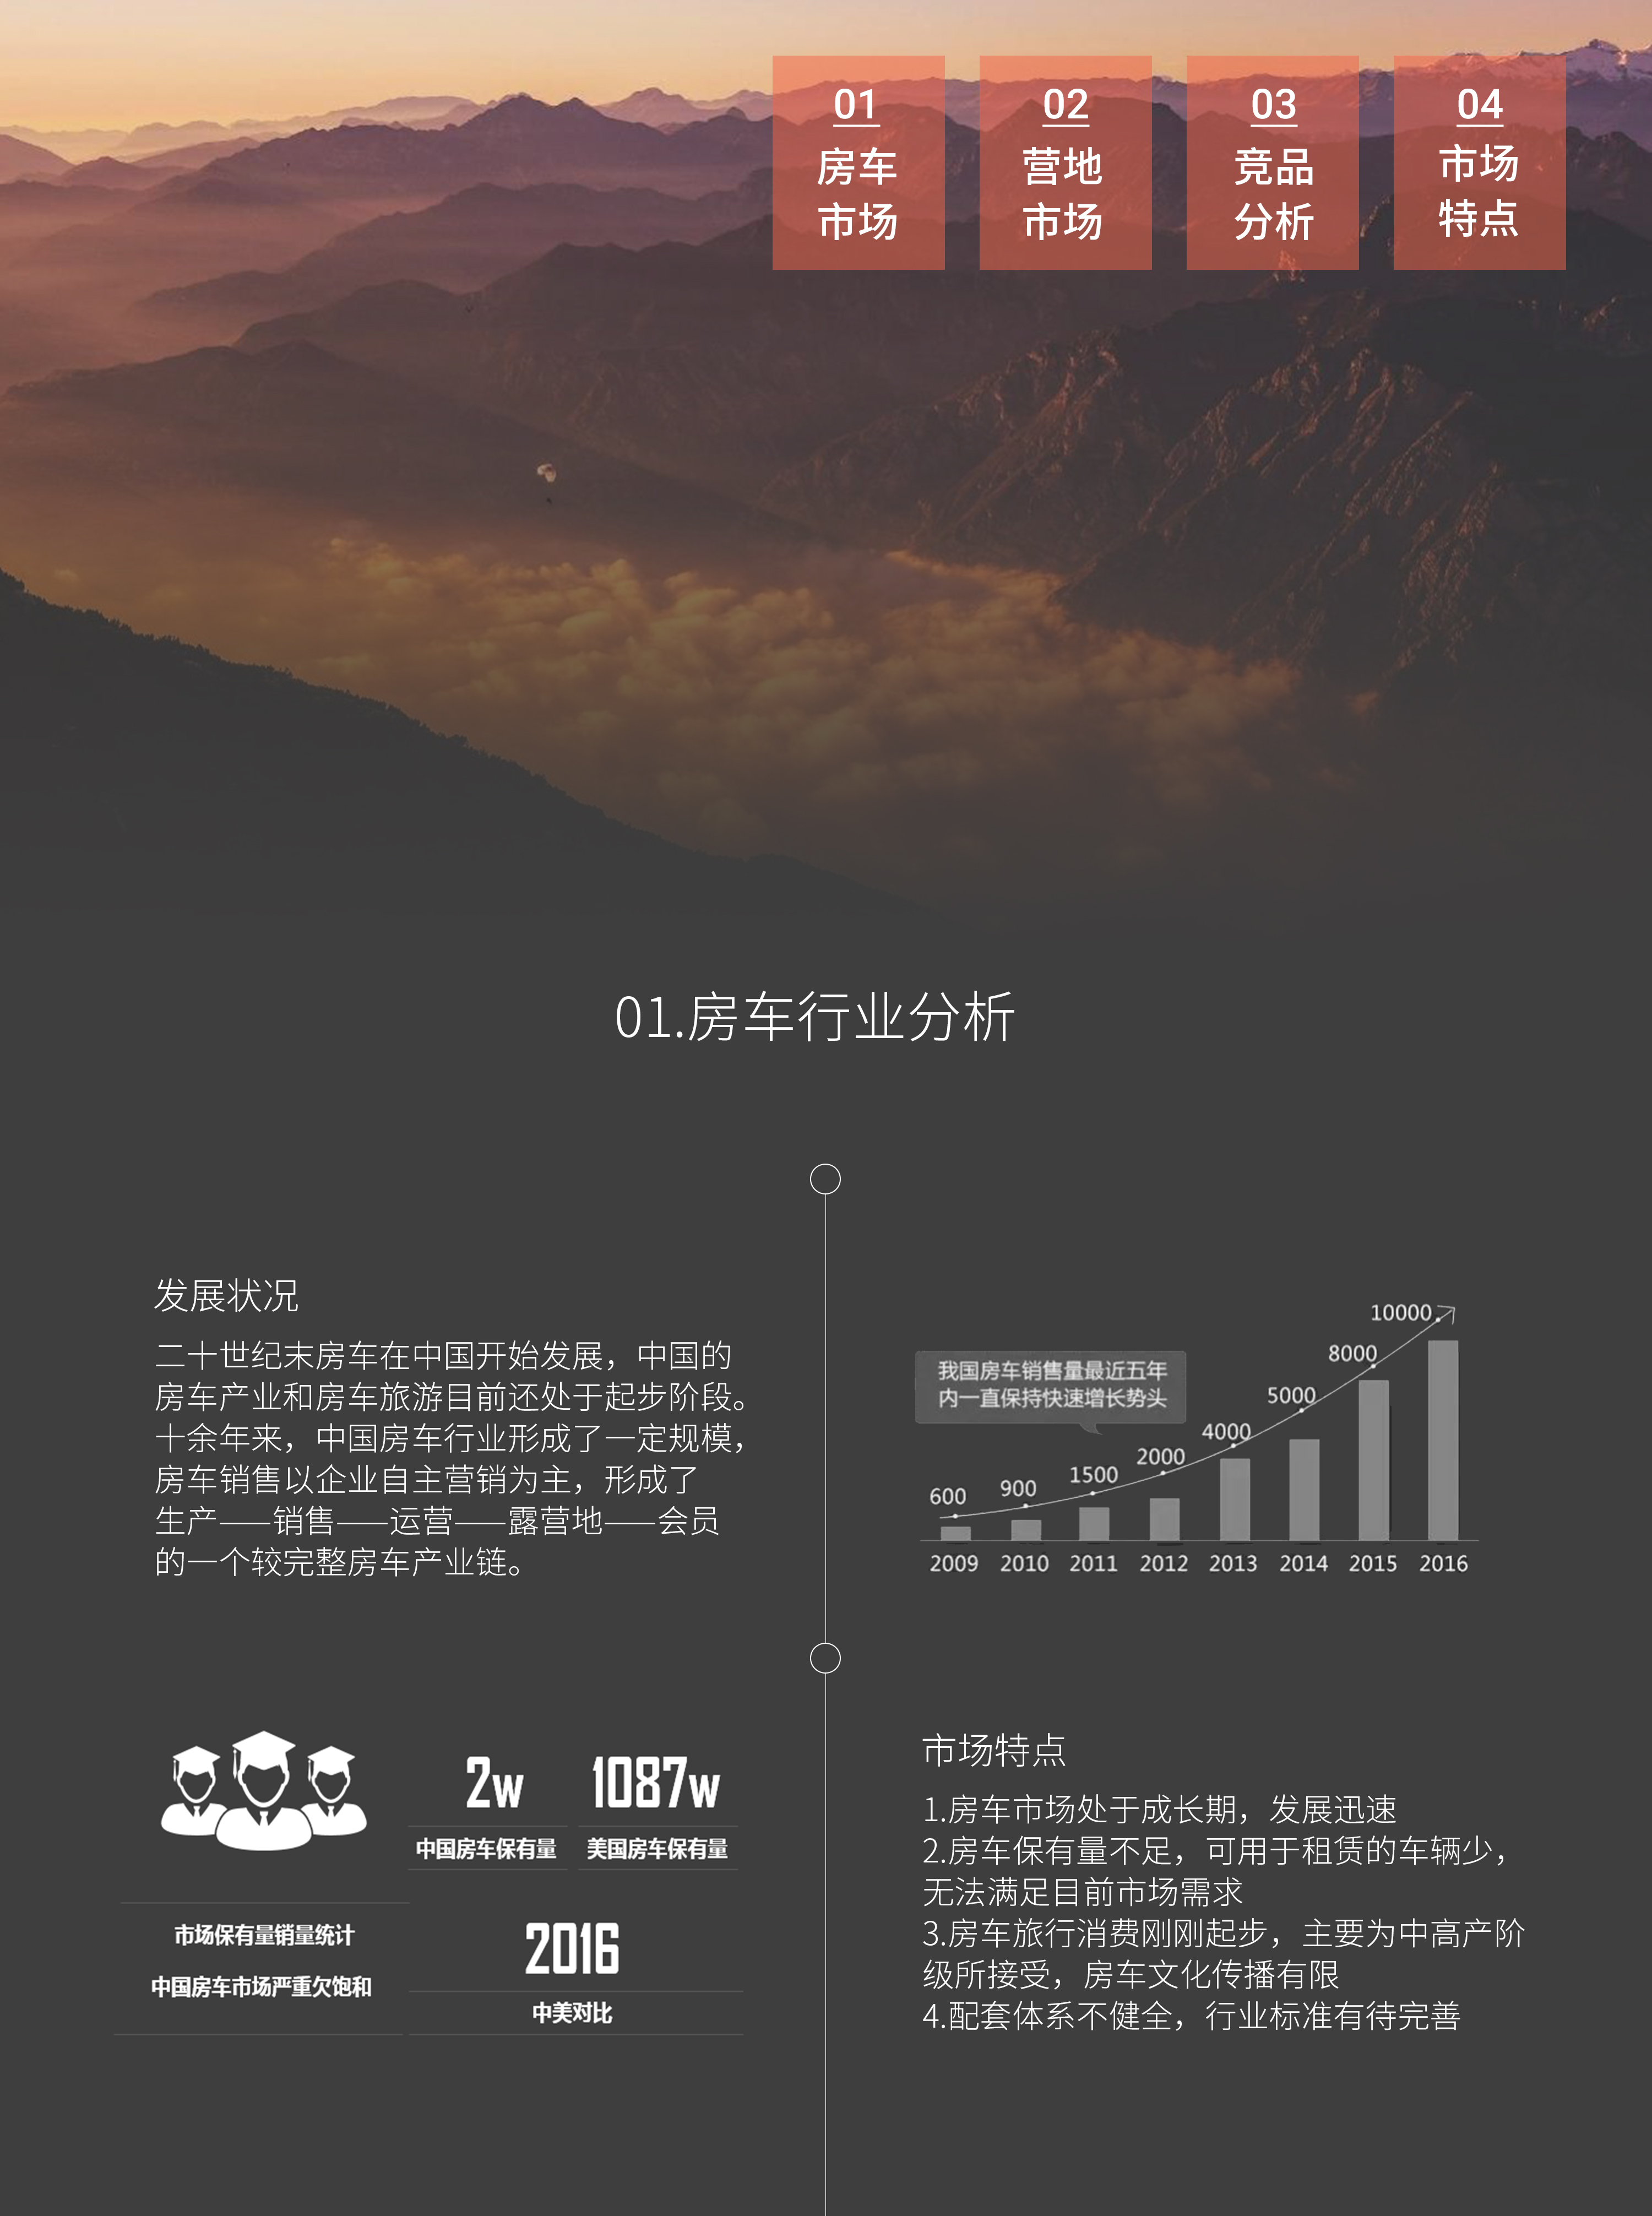 01
房车
市场
02
营地
市场
03
竞品
分析
04
市场
特点
01.房车行业分析
发展状况
二十世纪末房车在中国开始发展，中国的
房车产业和房车旅游目前还处于起步阶段。
十余年来，中国房车行业形成了一定规模，
房车销售以企业自主营销为主，形成了
生产——销售——运营——露营地——会员
的一个较完整房车产业链。
我国房车销售量最近五年
内一直保持快速增长势头
600
900
1500
2000
4000
5000
8000
10000
2009 2010 2011 2012 2013 2014 2015 2016
2w
中国房车保有量
1087w
美国房车保有量
市场保有量销量统计
中国房车市场严重欠饱和
2016
中美对比
市场特点
1.房车市场处于成长期，发展迅速
2.房车保有量不足，可用于租赁的车辆少，
无法满足目前市场需求
3.房车旅行消费刚刚起步，主要为中高产阶
级所接受，房车文化传播有限
4.配套体系不健全，行业标准有待完善